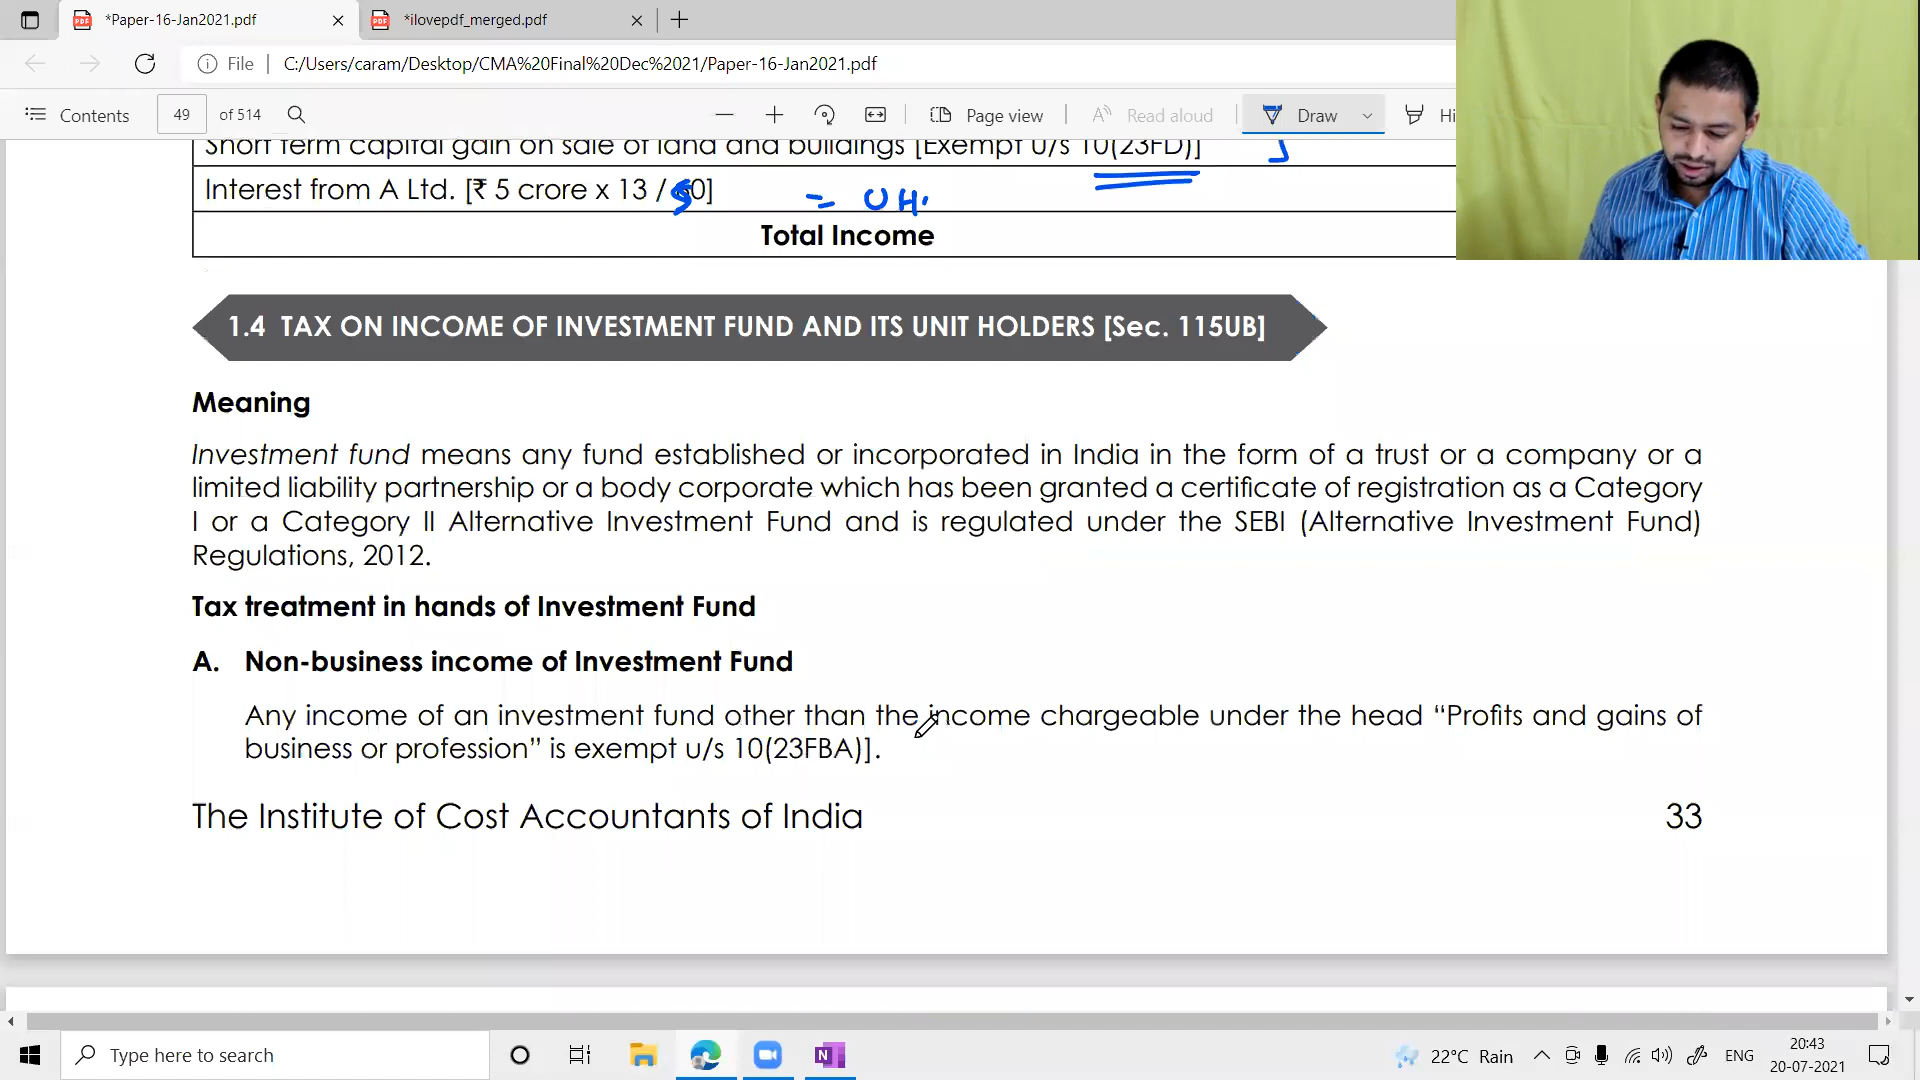 *Paper-16-Jan2021.pdf
*ilovepdf_merged.pdf
File
C:/Users/caram/Desktop/CMA%20Final%20Dec%2021/Paper-16-Jan2021.pdf
Contents
49
of 514
Page view
Read aloud
Draw
Hi
Short term capital gain on sale of land and buildings [Exempt u/s 10(23FD)]
Interest from A Ltd. [₹ 5 crore x 13 / 50]
= UH.
Total Income
1.4 TAX ON INCOME OF INVESTMENT FUND AND ITS UNIT HOLDERS [Sec. 115UB]
Meaning
Investment fund means any fund established or incorporated in India in the form of a trust or a company or a
limited liability partnership or a body corporate which has been granted a certificate of registration as a Category
I or a Category II Alternative Investment Fund and is regulated under the SEBI (Alternative Investment Fund)
Regulations, 2012.
Tax treatment in hands of Investment Fund
A. Non-business income of Investment Fund
Any income of an investment fund other than the income chargeable under the head “Profits and gains of
business or profession” is exempt u/s 10(23FBA)].
The Institute of Cost Accountants of India
33
Type here to search
22°C Rain
ENG
20:43
20-07-2021